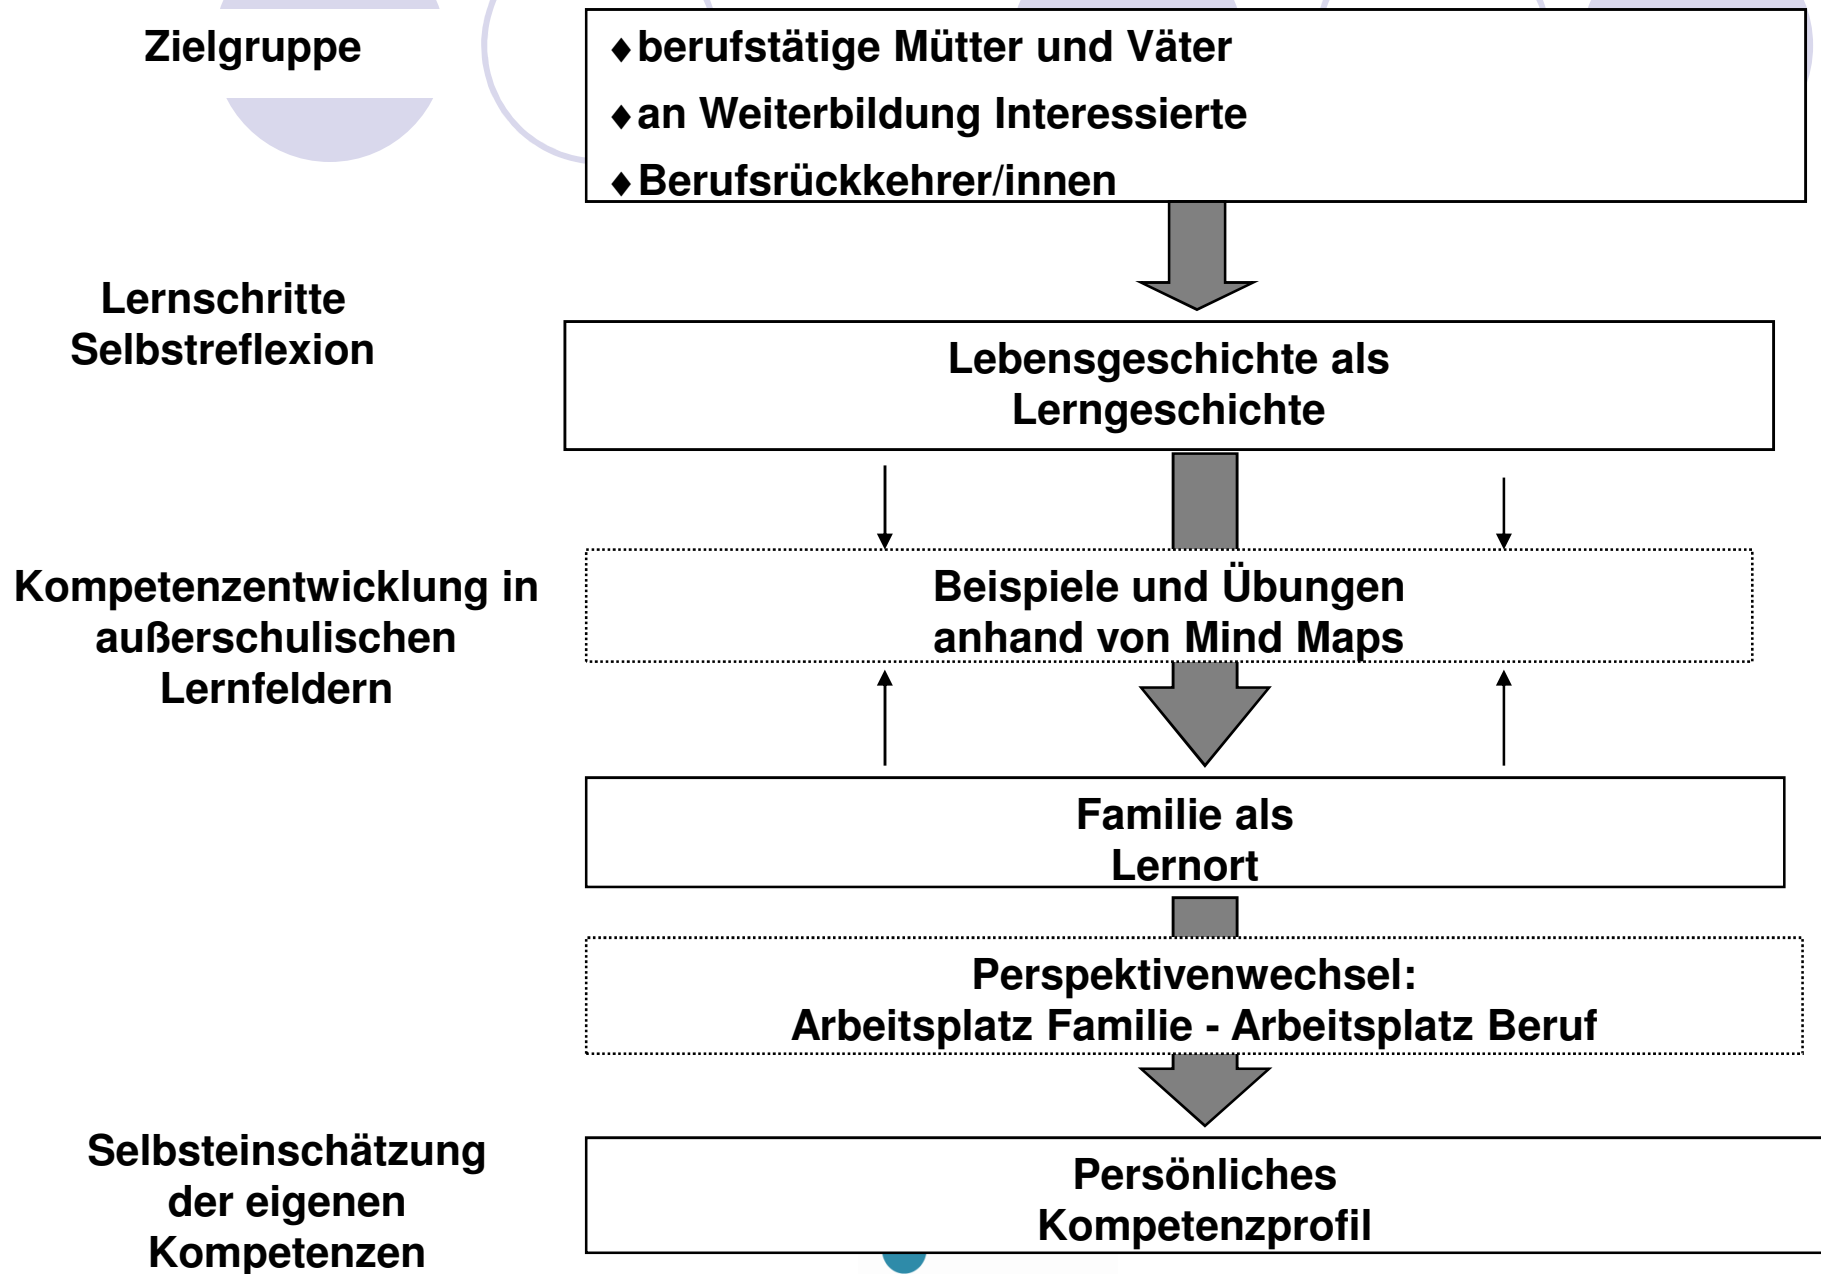 Zielgruppe
♦berufstätige Mütter und Väter
♦an Weiterbildung Interessierte
♦Berufsrückkehrer/innen
Lernschritte
Selbstreflexion
Lebensgeschichte als
Lerngeschichte
Kompetenzentwicklung in
außerschulischen
Lernfeldern
Beispiele und Übungen
anhand von Mind Maps
Familie als
Lernort
Perspektivenwechsel:
Arbeitsplatz Familie - Arbeitsplatz Beruf
Selbsteinschätzung
der eigenen
Kompetenzen
Persönliches
Kompetenzprofil